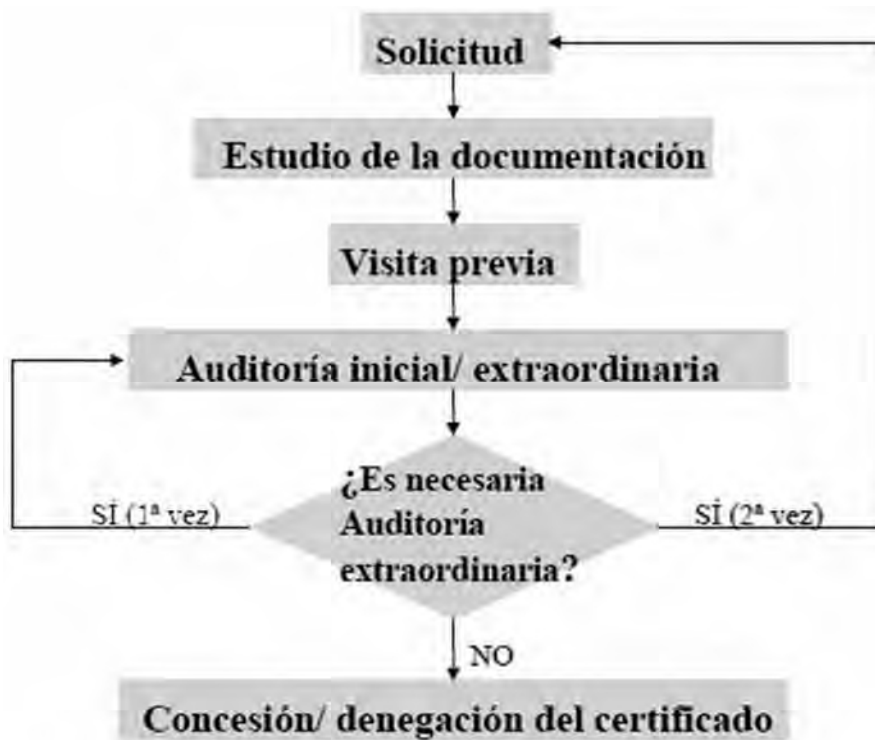 Solicitud
Estudio de la documentación
Visita previa
Auditoría inicial/ extraordinaria
¿Es necesaria
Auditoría
extraordinaria?
SÍ (1ª vez)
SÍ (2ª vez)
NO
Concesión/ denegación del certificado